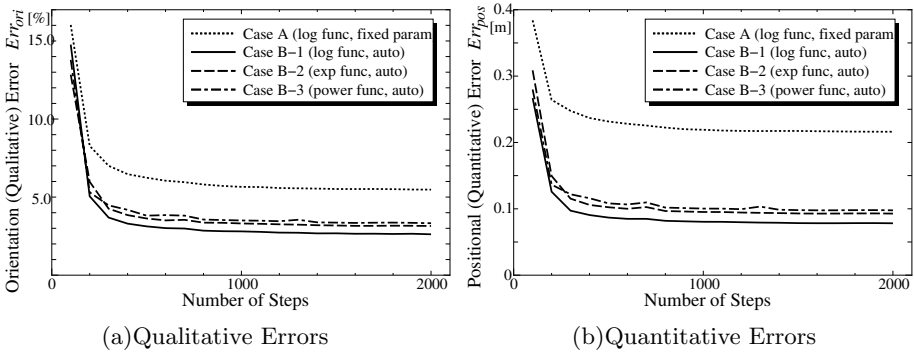 Orientation (Qualitative) Error Err_ori [%]
15.0
10.0
5.0
0
1000
2000
Number of Steps
Case A (log func, fixed param
Case B-1 (log func, auto)
Case B-2 (exp func, auto)
Case B-3 (power func, auto)
(a)Qualitative Errors
Positional (Quantitative) Error Err_pos
0.4
[m]
0.3
0.2
0.1
0
0
1000
2000
Number of Steps
Case A (log func, fixed param
Case B-1 (log func, auto)
Case B-2 (exp func, auto)
Case B-3 (power func, auto)
(b)Quantitative Errors